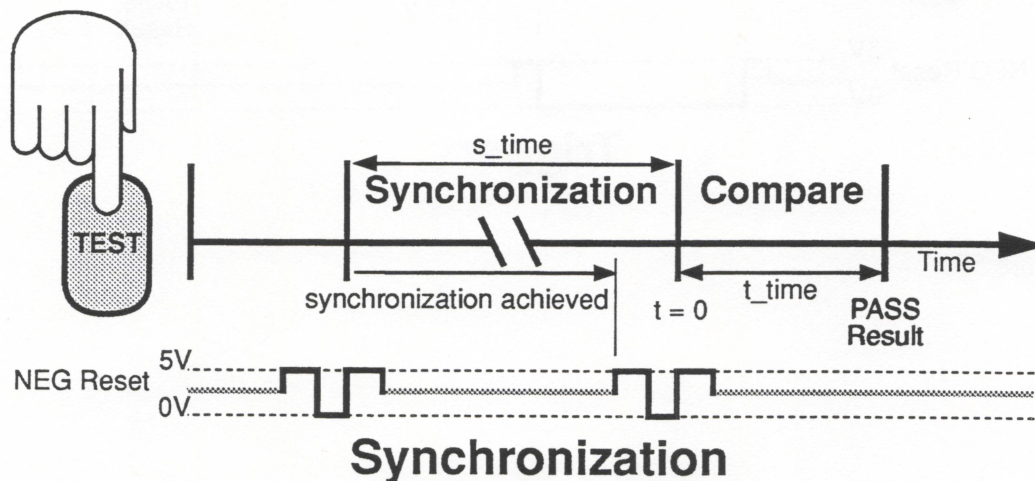 s_time
Synchronization
Compare
TEST
Time
synchronization achieved
t = 0
t_time
PASS
Result
5V
NEG Reset
0V
Synchronization